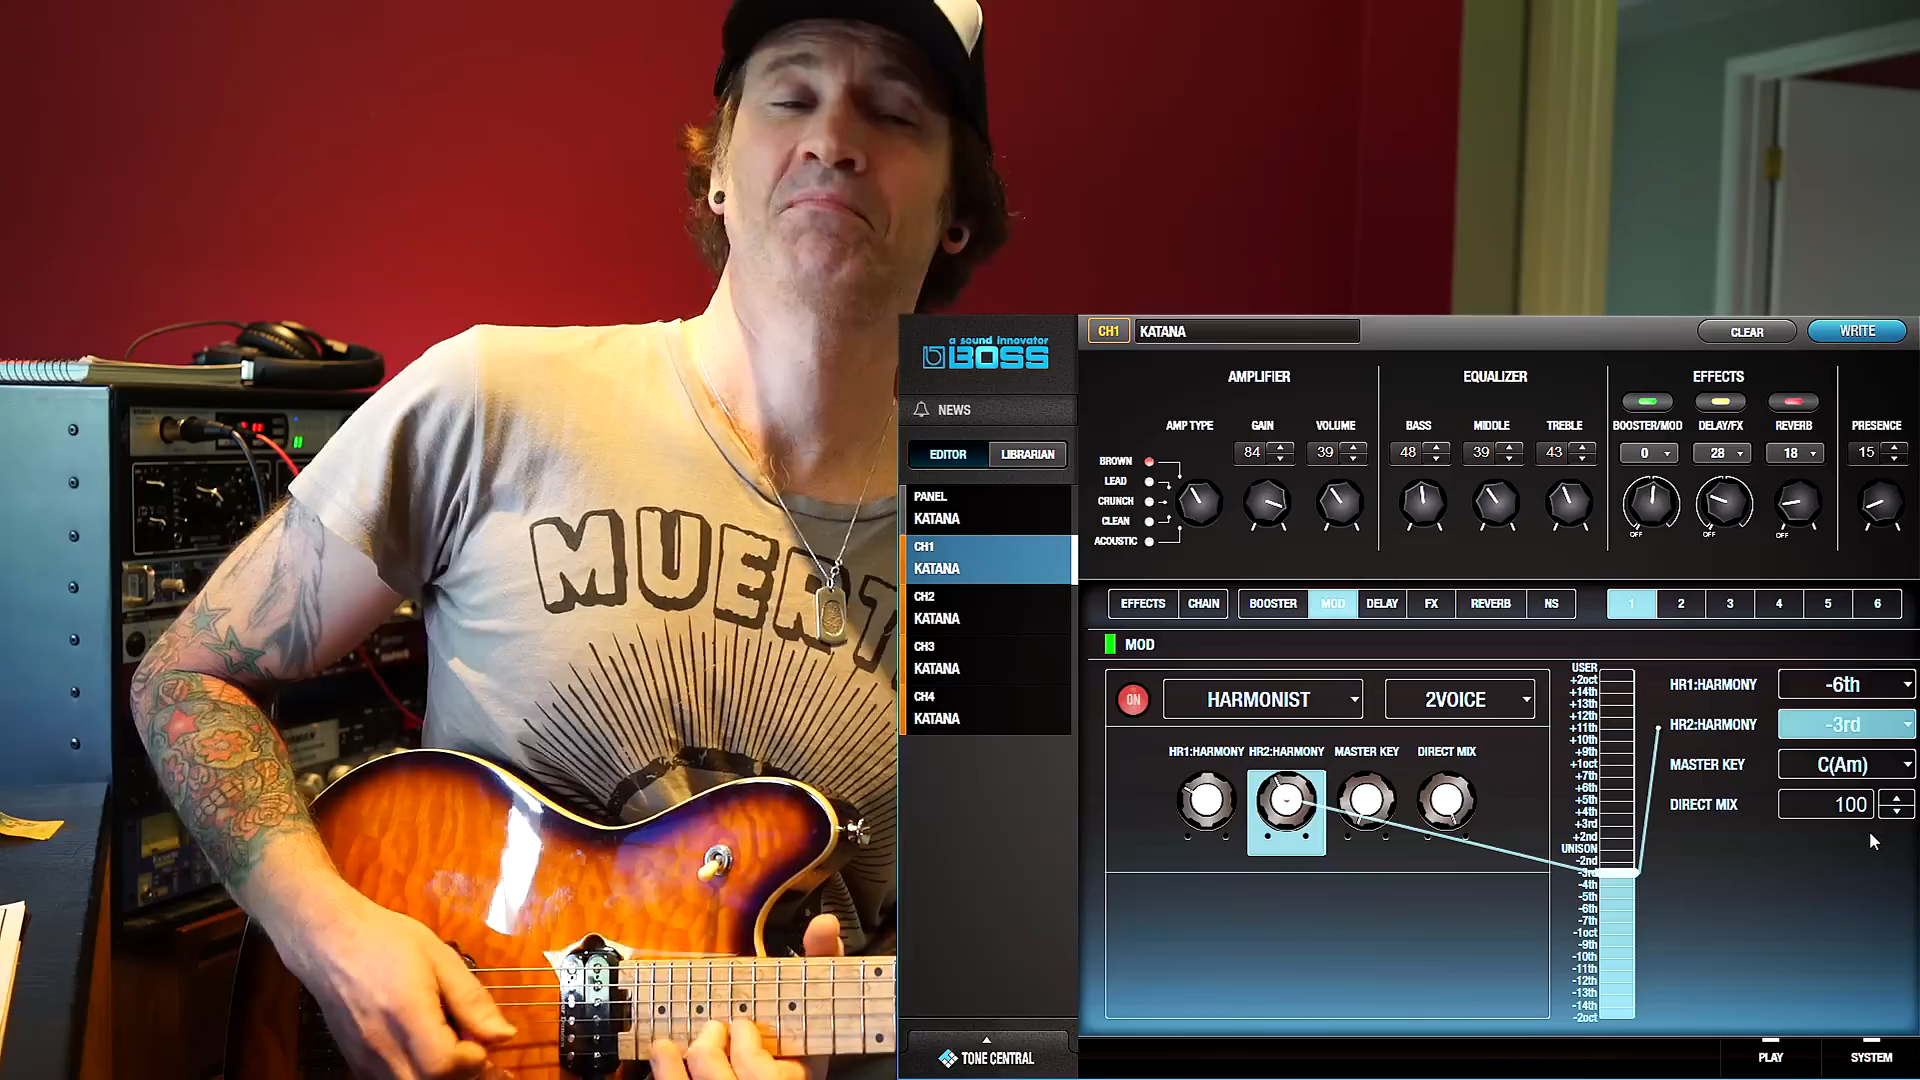 MUERT
a sound innovator
BOSS
NEWS
EDITOR
LIBRARIAN
PANEL
KATANA
CH1
KATANA
CH2
KATANA
CH3
KATANA
CH4
KATANA
TONE CENTRAL
CH1
KATANA
CLEAR
WRITE
AMPLIFIER
EQUALIZER
EFFECTS
AMP TYPE
GAIN
VOLUME
BASS
MIDDLE
TREBLE
BOOSTER/MOD
DELAY/FX
REVERB
PRESENCE
84
39
48
39
43
0
28
18
15
BROWN
LEAD
CRUNCH
CLEAN
ACOUSTIC
OFF
OFF
OFF
EFFECTS
CHAIN
BOOSTER
MOD
DELAY
FX
REVERB
NS
1
2
3
4
5
6
MOD
ON
HARMONIST
2VOICE
HR1:HARMONY
HR2:HARMONY
MASTER KEY
DIRECT MIX
USER
+2oct
+14th
+13th
+12th
+11th
+10th
+9th
+1oct
+7th
+6th
+5th
+4th
+3rd
+2nd
UNISON
-2nd
-3rd
-4th
-5th
-6th
-7th
-1oct
-9th
-10th
-11th
-12th
-13th
-14th
-2oct
HR1:HARMONY
-6th
HR2:HARMONY
-3rd
MASTER KEY
C(Am)
DIRECT MIX
100
PLAY
SYSTEM